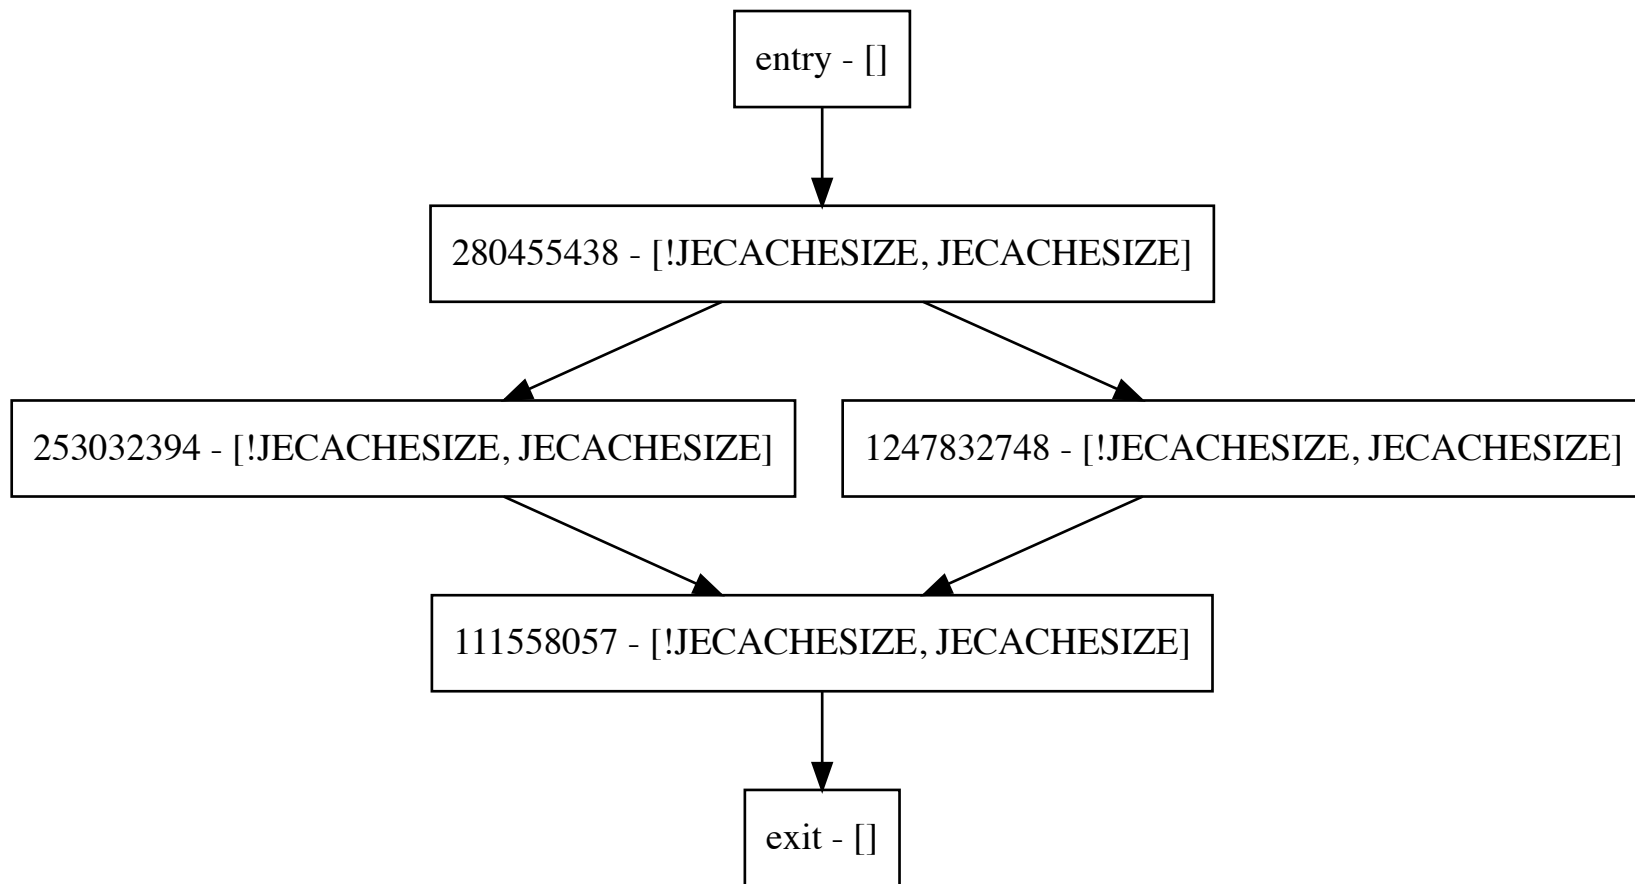 entry - []
280455438 - [!JECACHESIZE, JECACHESIZE]
253032394 - [!JECACHESIZE, JECACHESIZE]
1247832748 - [!JECACHESIZE, JECACHESIZE]
111558057 - [!JECACHESIZE, JECACHESIZE]
exit - []